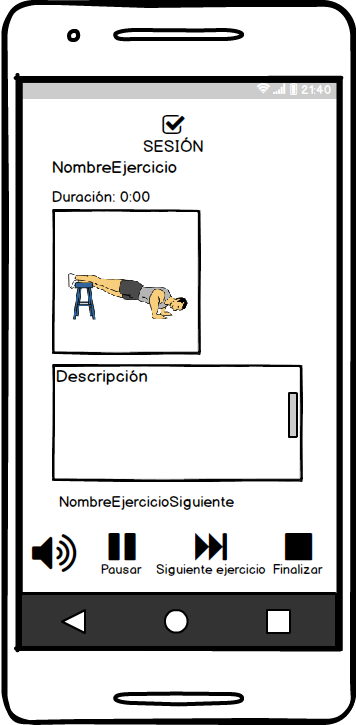 21:40
SESIÓN
NombreEjercicio
Duración: 0:00
Descripción
NombreEjercicioSiguiente
Pausar Siguiente ejercicio Finalizar